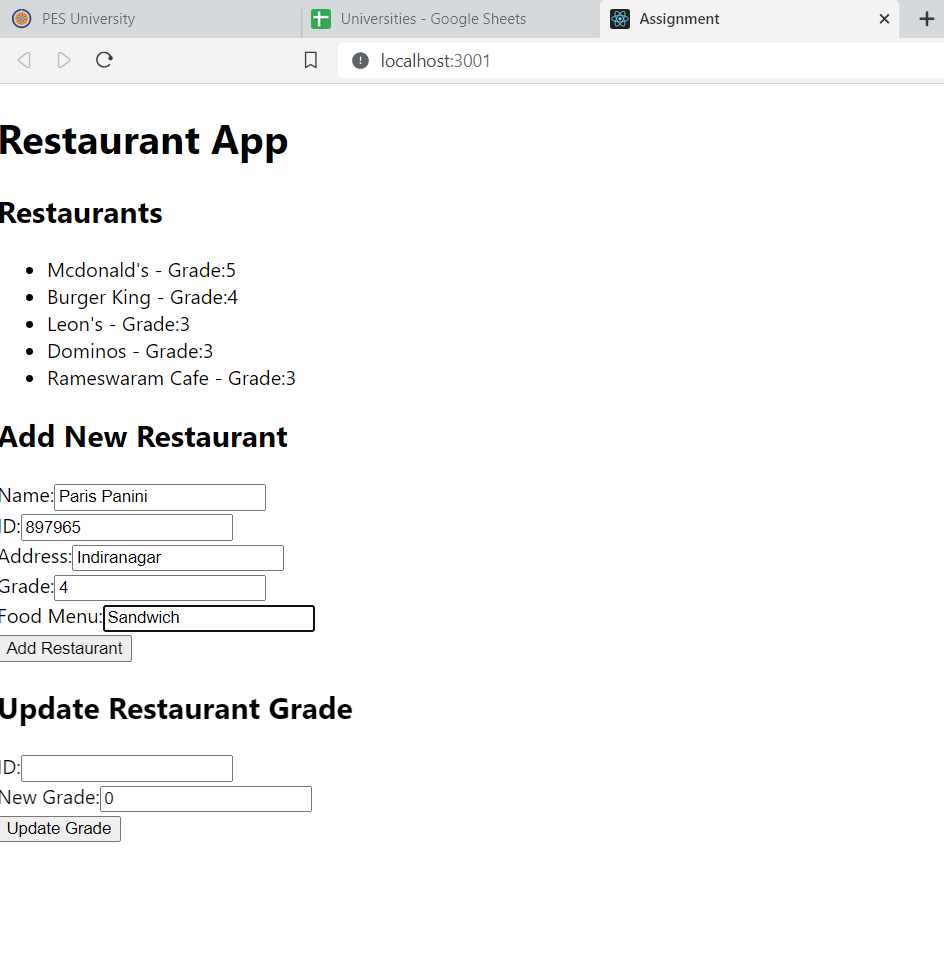 PES University
Universities - Google Sheets
Assignment
localhost:3001
Restaurant App
Restaurants
Mcdonald's - Grade:5
Burger King - Grade:4
Leon's - Grade:3
Dominos - Grade:3
Rameswaram Cafe - Grade:3
Add New Restaurant
Name: Paris Panini
ID: 897965
Address: Indiranagar
Grade: 4
Food Menu: Sandwich
Add Restaurant
Update Restaurant Grade
ID:
New Grade: 0
Update Grade